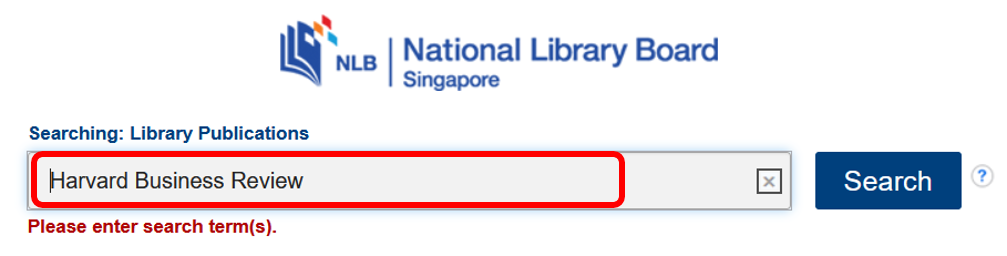 NLB
National Library Board
Singapore
Searching: Library Publications
Harvard Business Review
Search
?
Please enter search term(s).